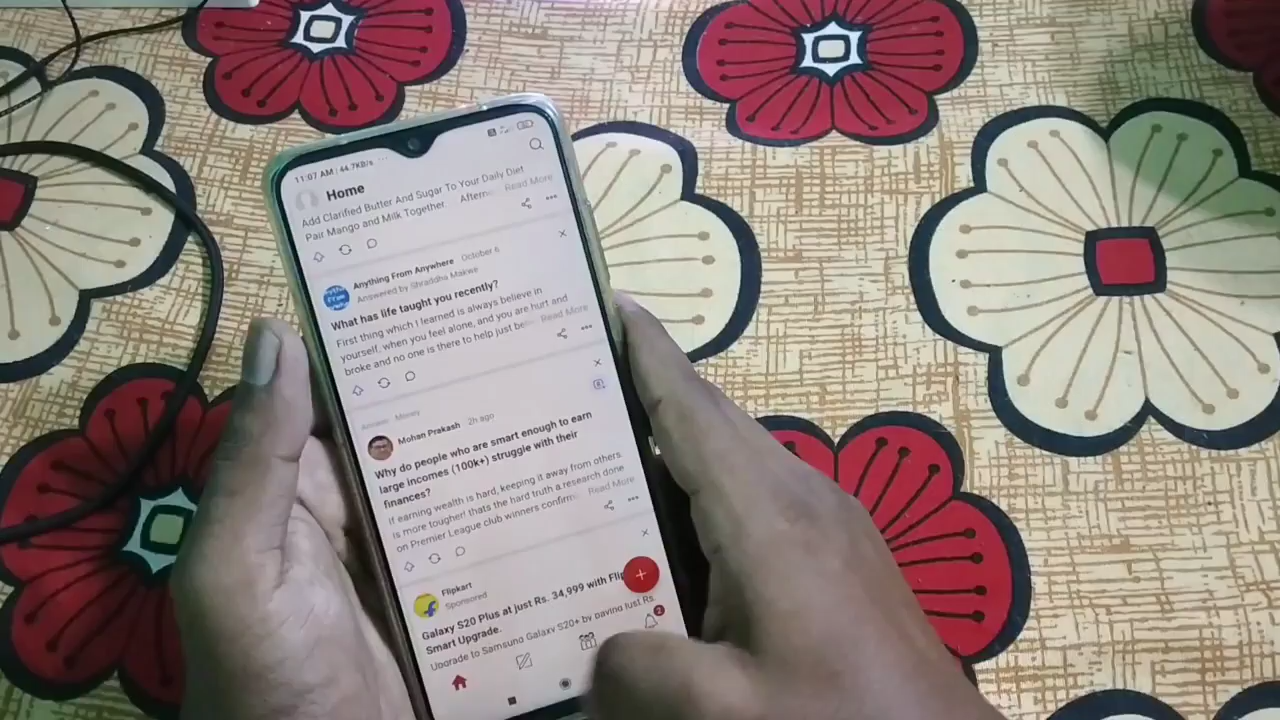 11:07 AM / 44.7KB/s ...
Home
Add Clarified Butter And Sugar To Your Daily Diet
Pair Mango and Milk Together. Aftern... Read More
Anything From Anywhere October 6
Answered by Shraddha Makwe
What has life taught you recently?
First thing which I learned is always believe in
yourself, when you feel alone, and you are hurt and
broke and no one is there to help just be... Read More
Answer Money
Mohan Prakash 2h ago
Why do people who are smart enough to earn
large incomes (100k+) struggle with their
finances?
If earning wealth is hard, keeping it away from others
is more tougher! thats the hard truth a research done
on Premier League club winners confirm... Read More
Flipkart
Sponsored
Galaxy S20 Plus at just Rs. 34,999 with Flip
Smart Upgrade.
Upgrade to Samsung Galaxy S20+ by paying just Rs.
2